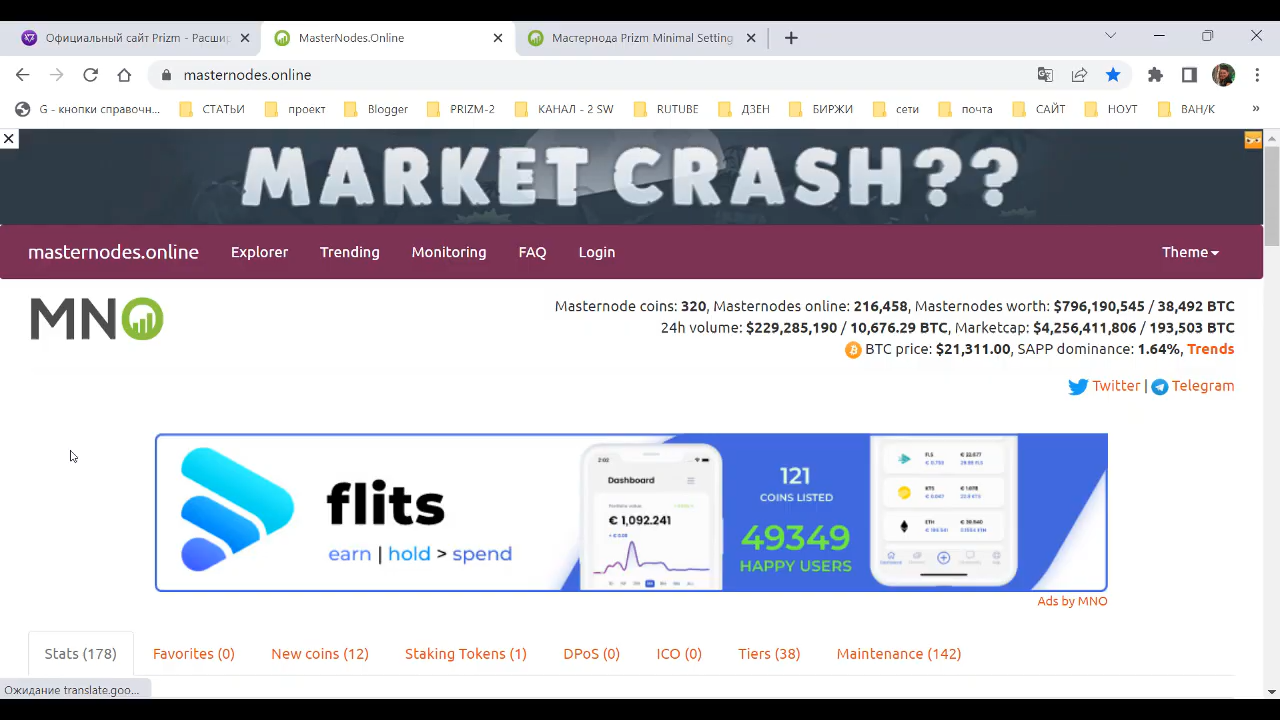 Официальный сайт Prizm - Расшир
MasterNodes.Online
Мастернода Prizm Minimal Setting
masternodes.online
G - кнопки справочн...
СТАТЬИ
проект
Blogger
PRIZM-2
КАНАЛ - 2 SW
RUTUBE
ДЗЕН
БИРЖИ
сети
почта
САЙТ
НОУТ
ВАН/К
MARKET CRASH??
masternodes.online
Explorer
Trending
Monitoring
FAQ
Login
Theme
MNO
Masternode coins: 320, Masternodes online: 216,458, Masternodes worth: $796,190,545 / 38,492 BTC
24h volume: $229,285,190 / 10,676.29 BTC, Marketcap: $4,256,411,806 / 193,503 BTC
BTC price: $21,311.00, SAPP dominance: 1.64%, Trends
Twitter | Telegram
flits
earn | hold > spend
2:02
Dashboard
€ 1,092.241
121
COINS LISTED
49349
HAPPY USERS
FLS
ETH
Ads by MNO
Stats (178)
Favorites (0)
New coins (12)
Staking Tokens (1)
DPoS (0)
ICO (0)
Tiers (38)
Maintenance (142)
Ожидание translate.goo...